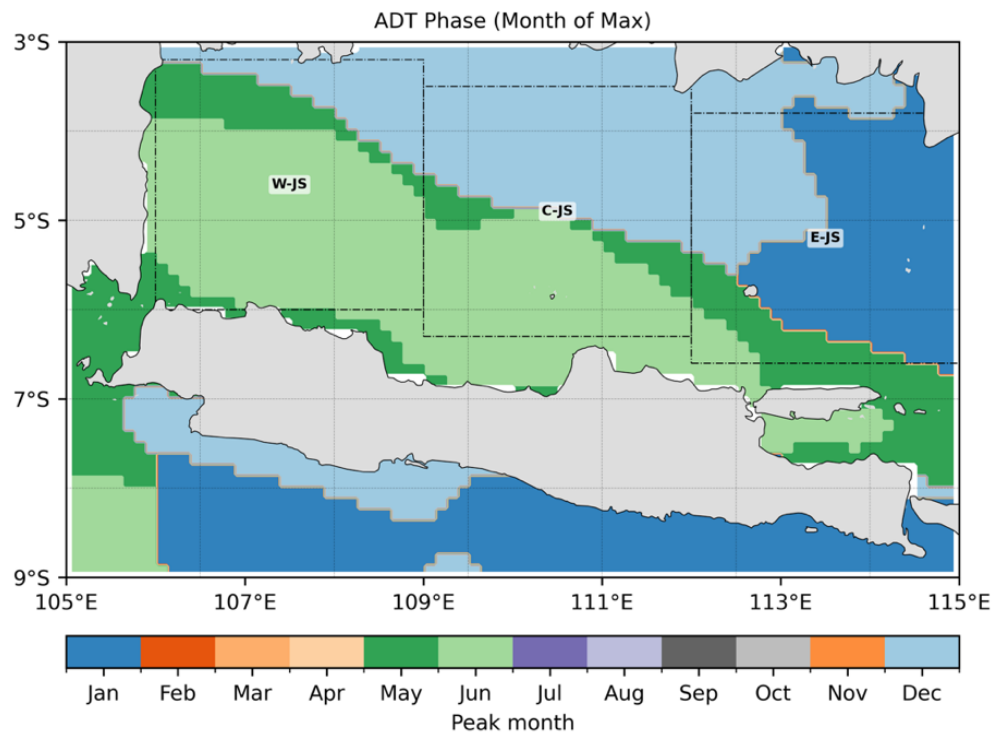 ADT Phase (Month of Max)
3°S
W-JS
5°S
C-JS
E-JS
7°S
9°S
105°E 107°E 109°E 111°E 113°E 115°E
Jan Feb Mar Apr May Jun Jul Aug Sep Oct Nov Dec
Peak month